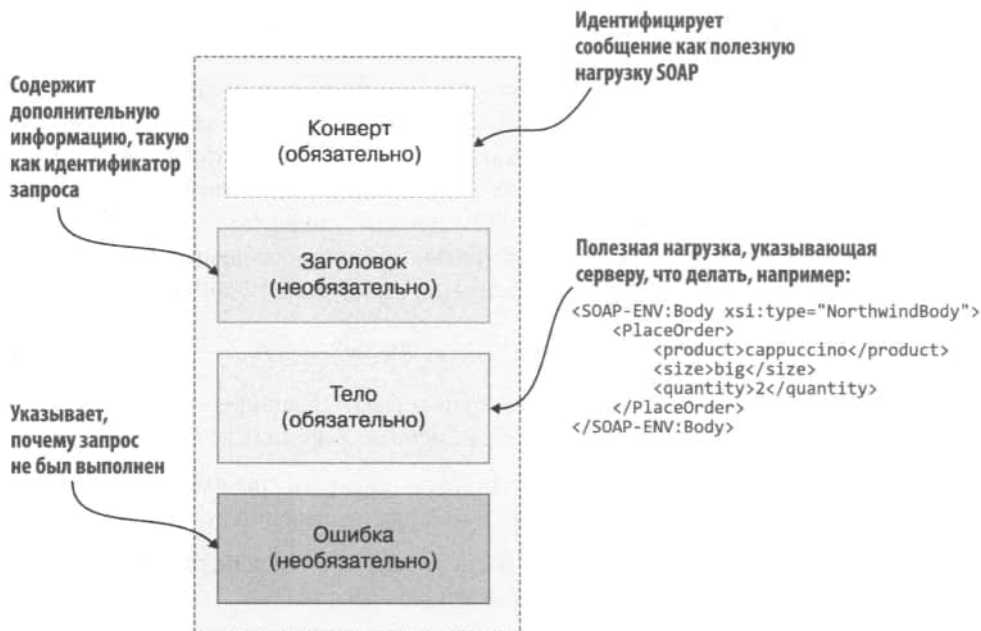 Идентифицирует
сообщение как полезную
нагрузку SOAP
Содержит
дополнительную
информацию, такую
как идентификатор
запроса
Конверт
(обязательно)
Заголовок
(необязательно)
Полезная нагрузка, указывающая
серверу, что делать, например:
<SOAP-ENV:Body xsi:type="NorthwindBody">
    <PlaceOrder>
        <product>cappuccino</product>
        <size>big</size>
        <quantity>2</quantity>
    </PlaceOrder>
</SOAP-ENV:Body>
Тело
(обязательно)
Указывает,
почему запрос
не был выполнен
Ошибка
(необязательно)